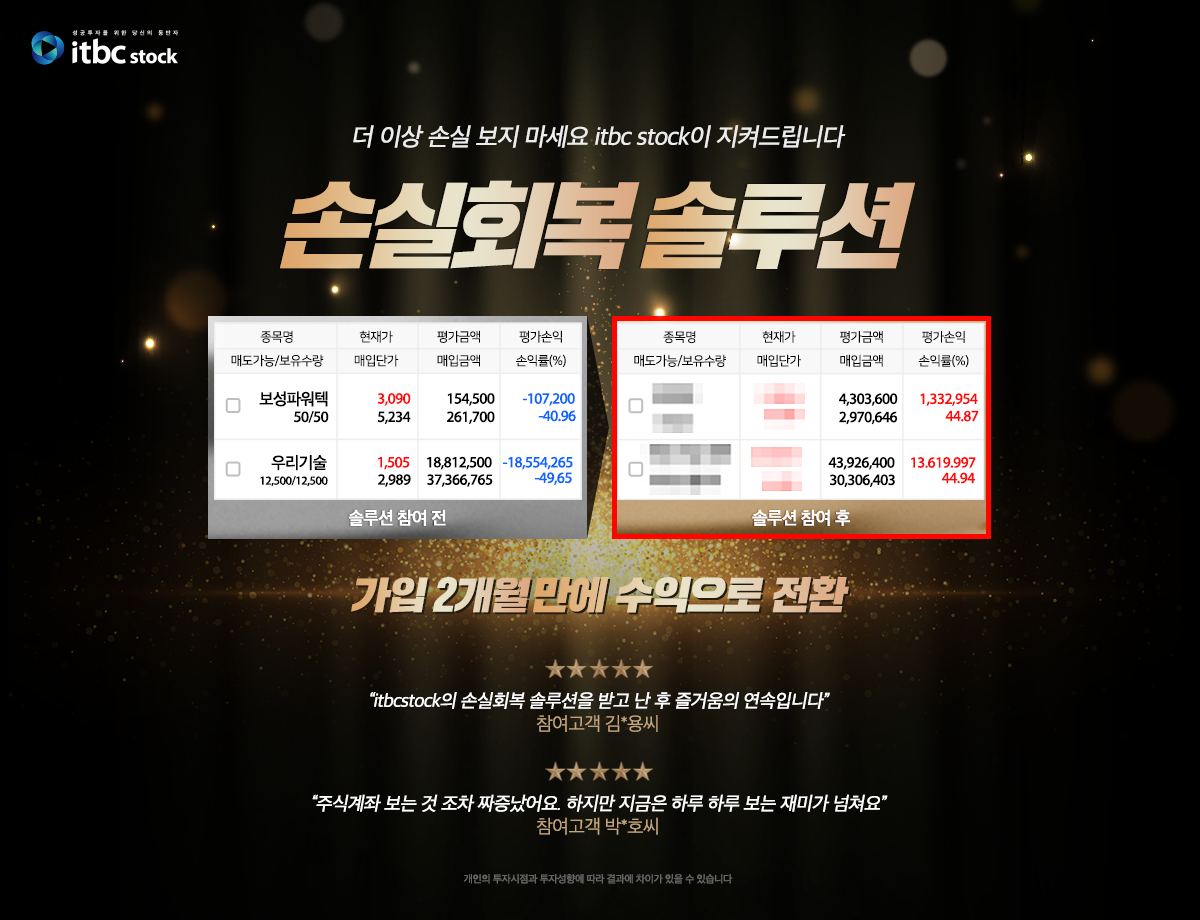 성공투자를 위한 당신의 동반자
itbc stock
더 이상 손실 보지 마세요 itbc stock이 지켜드립니다
손실회복 솔루션
종목명 현재가 평가금액 평가손익
매도가능/보유수량 매입단가 매입금액 손익률(%)
보성파워텍 3,090 154,500 -107,200
50/50 5,234 261,700 -40.96
우리기술 1,505 18,812,500 -18,554,265
12,500/12,500 2,989 37,366,765 -49,65
솔루션 참여 전
종목명 현재가 평가금액 평가손익
매도가능/보유수량 매입단가 매입금액 손익률(%)
4,303,600 1,332,954
2,970,646 44.87
43,926,400 13.619.997
30,306,403 44.94
솔루션 참여 후
가입 2개월 만에 수익으로 전환
★★★★★
“itbcstock의 손실회복 솔루션을 받고 난 후 즐거움의 연속입니다”
참여고객 김*용씨
★★★★★
“주식계좌 보는 것 조차 짜증났어요. 하지만 지금은 하루 하루 보는 재미가 넘쳐요”
참여고객 박*호씨
개인의 투자시점과 투자성향에 따라 결과에 차이가 있을 수 있습니다